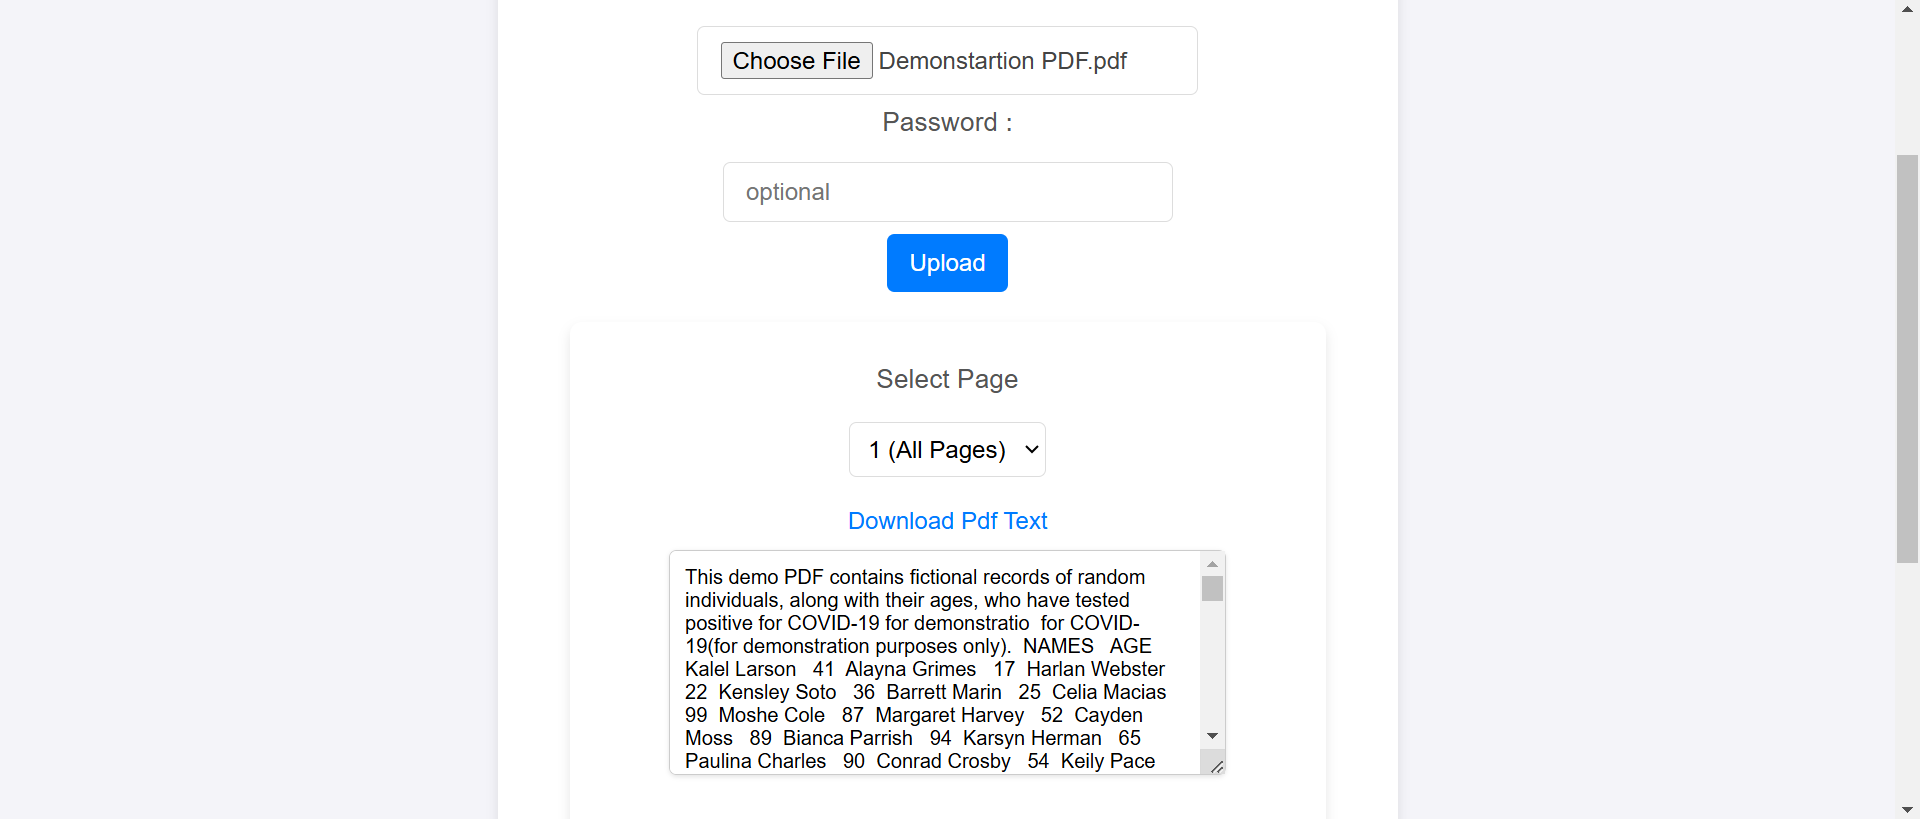 Choose File Demonstartion PDF.pdf
Password :
optional
Upload
Select Page
1 (All Pages)
Download Pdf Text
This demo PDF contains fictional records of random
individuals, along with their ages, who have tested
positive for COVID-19 for demonstratio  for COVID-
19(for demonstration purposes only).  NAMES   AGE
Kalel Larson   41  Alayna Grimes   17  Harlan Webster
22  Kensley Soto   36  Barrett Marin   25  Celia Macias
99  Moshe Cole   87  Margaret Harvey   52  Cayden
Moss   89  Bianca Parrish   94  Karsyn Herman   65
Paulina Charles   90  Conrad Crosby   54  Keily Pace